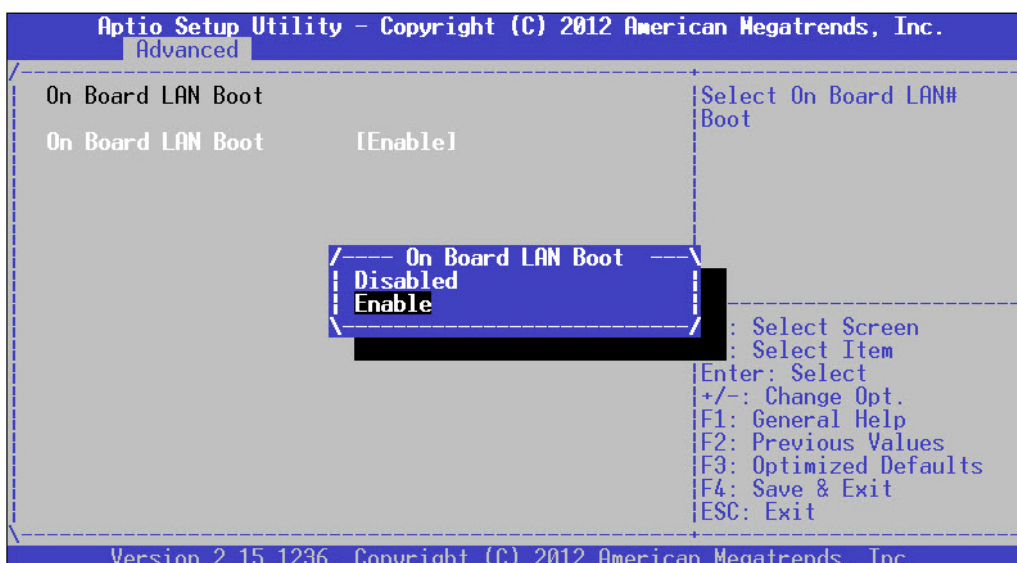 Aptio Setup Utility - Copyright (C) 2012 American Megatrends, Inc.
Advanced
On Board LAN Boot
On Board LAN Boot [Enable]
Select On Board LAN#
Boot
On Board LAN Boot
Disabled
Enable
: Select Screen
: Select Item
Enter: Select
+/-: Change Opt.
F1: General Help
F2: Previous Values
F3: Optimized Defaults
F4: Save & Exit
ESC: Exit
Version 2.15.1236. Copyright (C) 2012 American Megatrends, Inc.